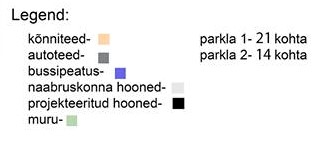 Legend:
kõnniteed- parkla 1- 21 kohta
autoteed- parkla 2- 14 kohta
bussipeatus-
naabruskonna hooned-
projekteeritud hooned-
muru-